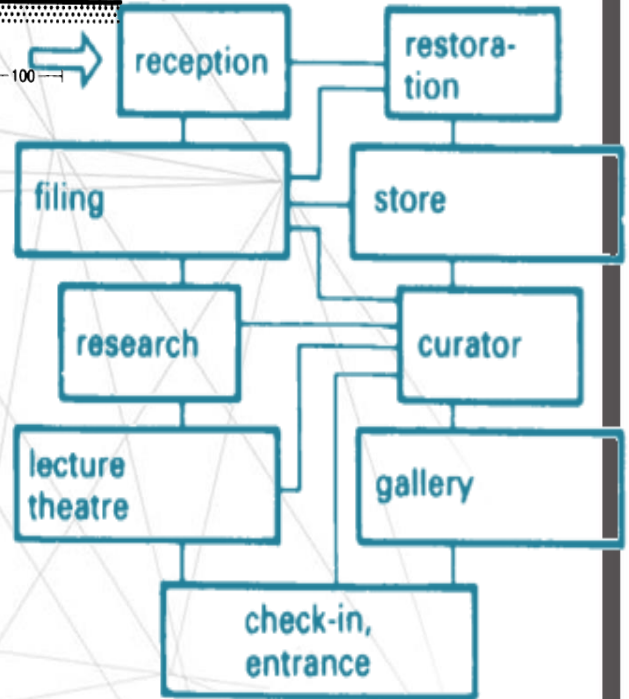 reception
restora-
tion
100
filing
store
research
curator
lecture
theatre
gallery
check-in,
entrance